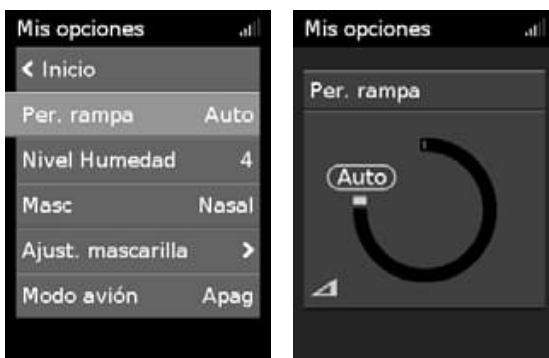 Mis opciones
< Inicio
Per. rampa Auto
Nivel Humedad 4
Masc Nasal
Ajust. mascarilla >
Modo avión Apag
Mis opciones
Per. rampa
Auto